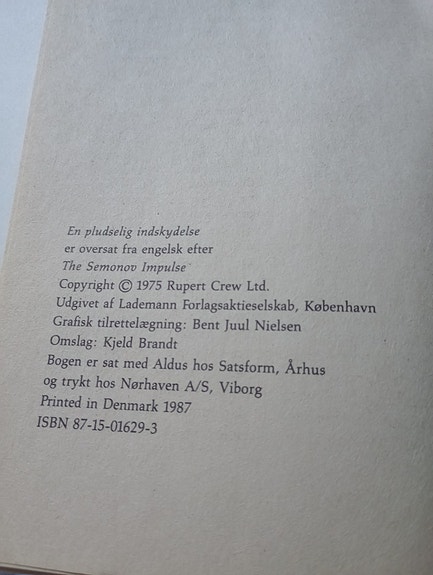 En pludselig indskydelse
er oversat fra engelsk efter
The Semonov Impulse
Copyright © 1975 Rupert Crew Ltd.
Udgivet af Lademann Forlagsaktieselskab, København
Grafisk tilrettelægning: Bent Juul Nielsen
Omslag: Kjeld Brandt
Bogen er sat med Aldus hos Satsform, Århus
og trykt hos Nørhaven A/S, Viborg
Printed in Denmark 1987
ISBN 87-15-01629-3